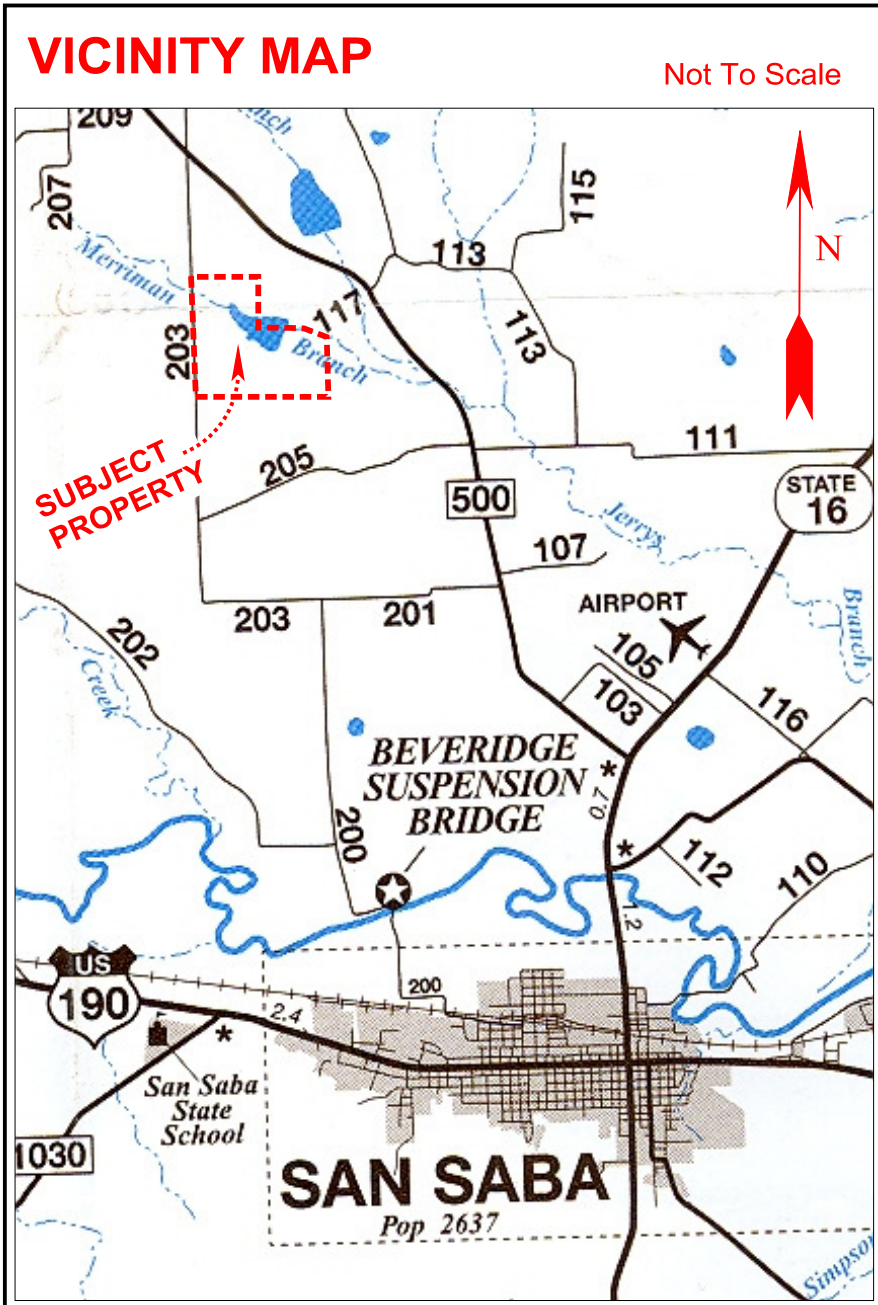 VICINITY MAP
Not To Scale
209
nch
207
115
N
113
Merriman
117
113
203
Branch
SUBJECT
PROPERTY
205
111
500
STATE
16
Jerrys
107
203
201
AIRPORT
Branch
202
105
Creek
103
116
BEVERIDGE
SUSPENSION
BRIDGE
*
0.7
200
*
112
110
1.2
US
190
200
2.4
*
San Saba
State
School
1030
SAN SABA
Pop 2637
Simpson